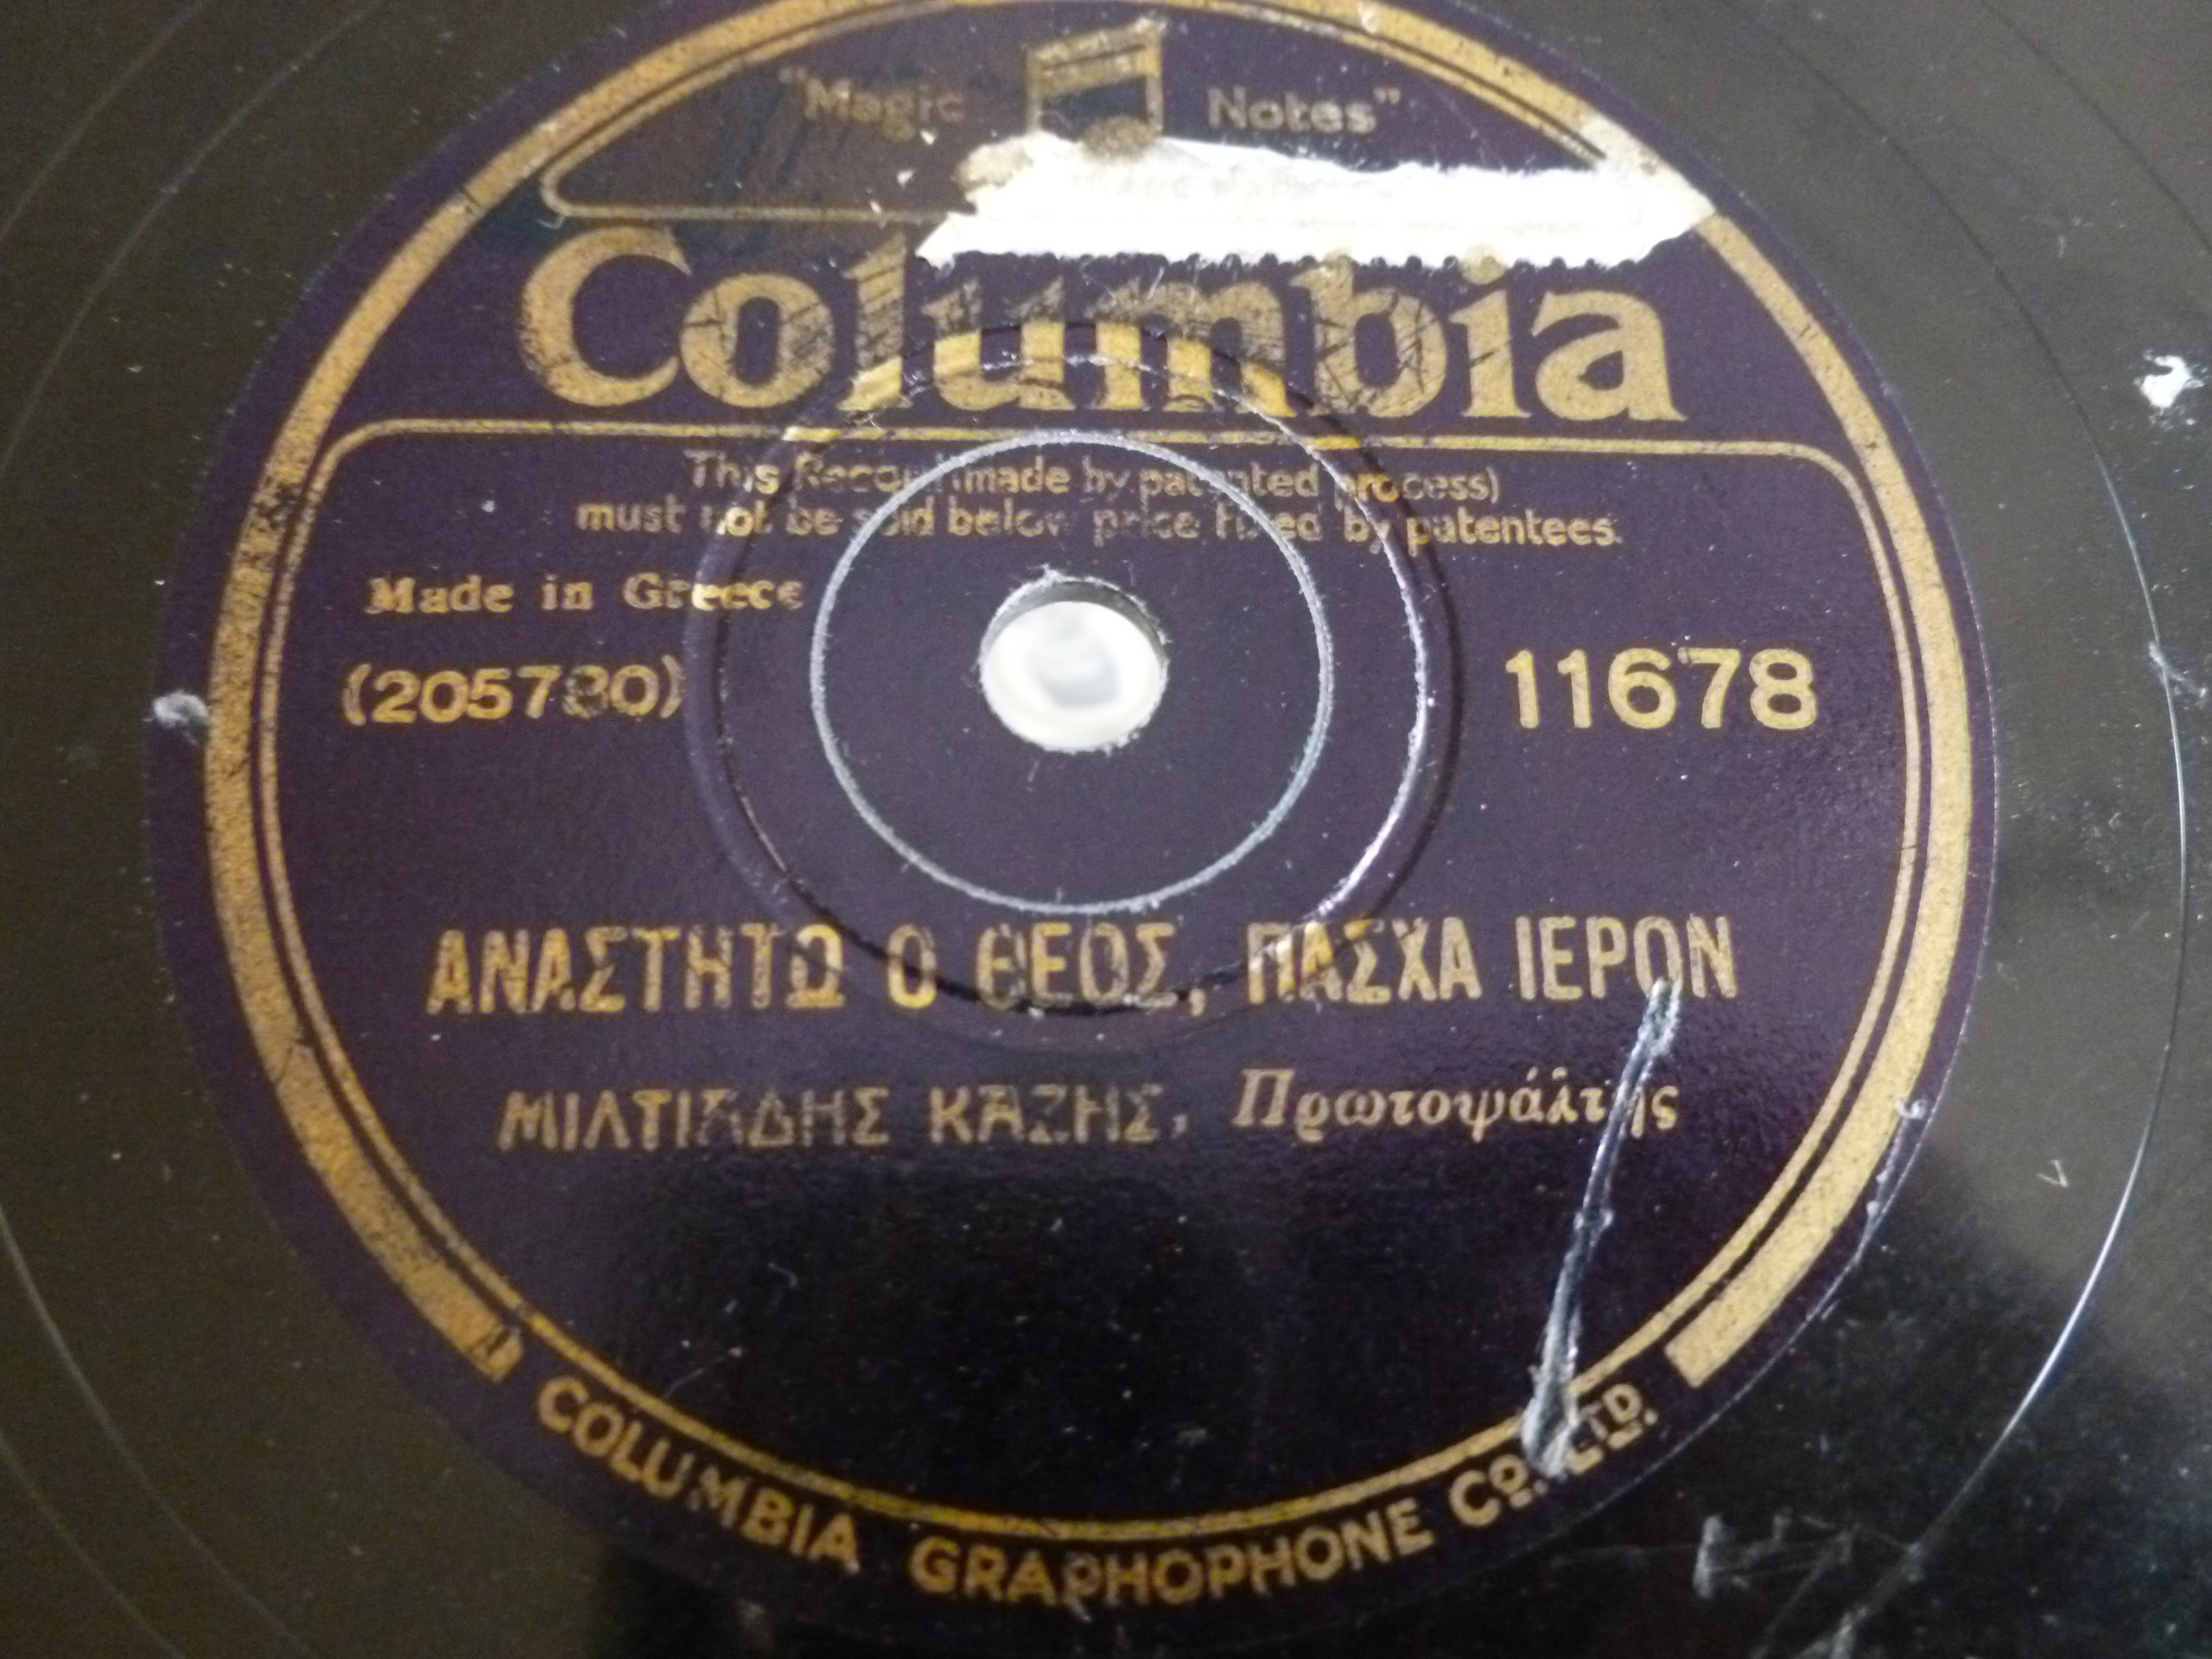 "Magic Notes"
Columbia
This Record (made by patented process)
must not be sold below price fixed by patentees.
Made in Greece
(205780) 11678
ΑΝΑΣΤΗΤΩ Ο ΘΕΟΣ, ΠΑΣΧΑ ΙΕΡΟΝ
ΜΙΛΤΙΑΔΗΣ ΚΑΖΗΣ, Πρωτοψάλτης
COLUMBIA GRAPHOPHONE CO. LTD.